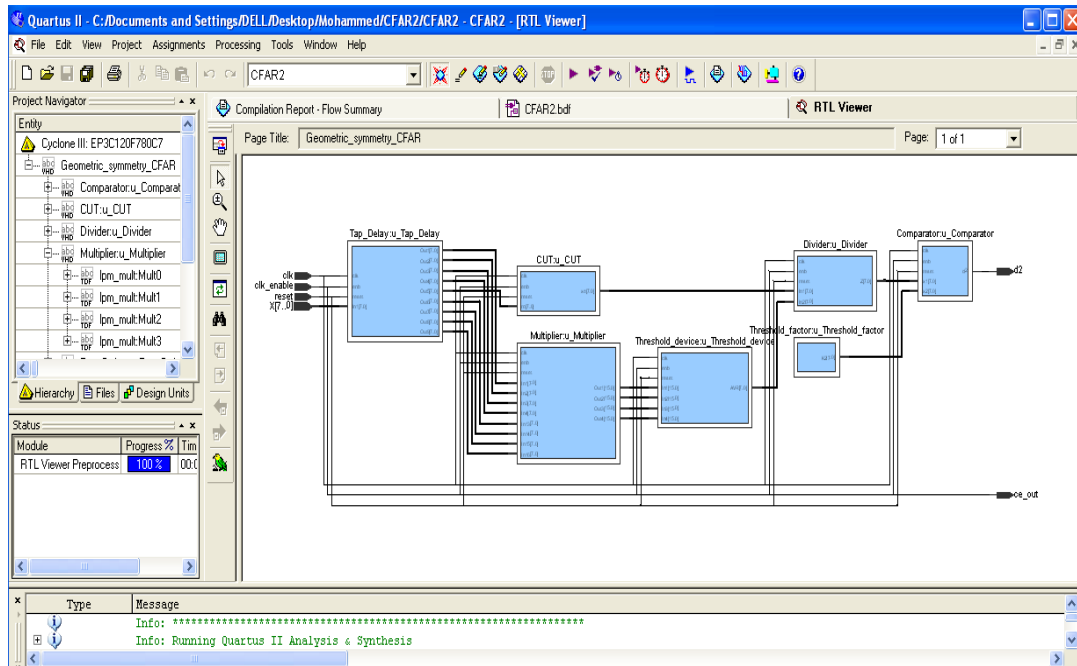 Quartus II - C:/Documents and Settings/DELL/Desktop/Mohammed/CFAR2/CFAR2 - CFAR2 - [RTL Viewer]
File Edit View Project Assignments Processing Tools Window Help
CFAR2
Project Navigator
Compilation Report - Flow Summary
CFAR2.bdf
RTL Viewer
Entity
Page Title: Geometric_symmetry_CFAR
Page: 1 of 1
Cyclone III: EP3C120F780C7
Geometric_symmetry_CFAR
Comparator:u_Comparat
CUT:u_CUT
Divider:u_Divider
Multiplier:u_Multiplier
lpm_mult:Mult0
lpm_mult:Mult1
lpm_mult:Mult2
lpm_mult:Mult3
Hierarchy Files Design Units
Tap_Delay:u_Tap_Delay
CUT:u_CUT
Divider:u_Divider
Comparator:u_Comparator
clk
clk_enable
reset
X[7..0]
d2
Multiplier:u_Multiplier
Threshold_device:u_Threshold_device
Threshold_factor:u_Threshold_factor
ce_out
Status
Module Progress % Tim
RTL Viewer Preprocess 100 % 00:0
Type Message
Info: *******************************************************************
Info: Running Quartus II Analysis & Synthesis